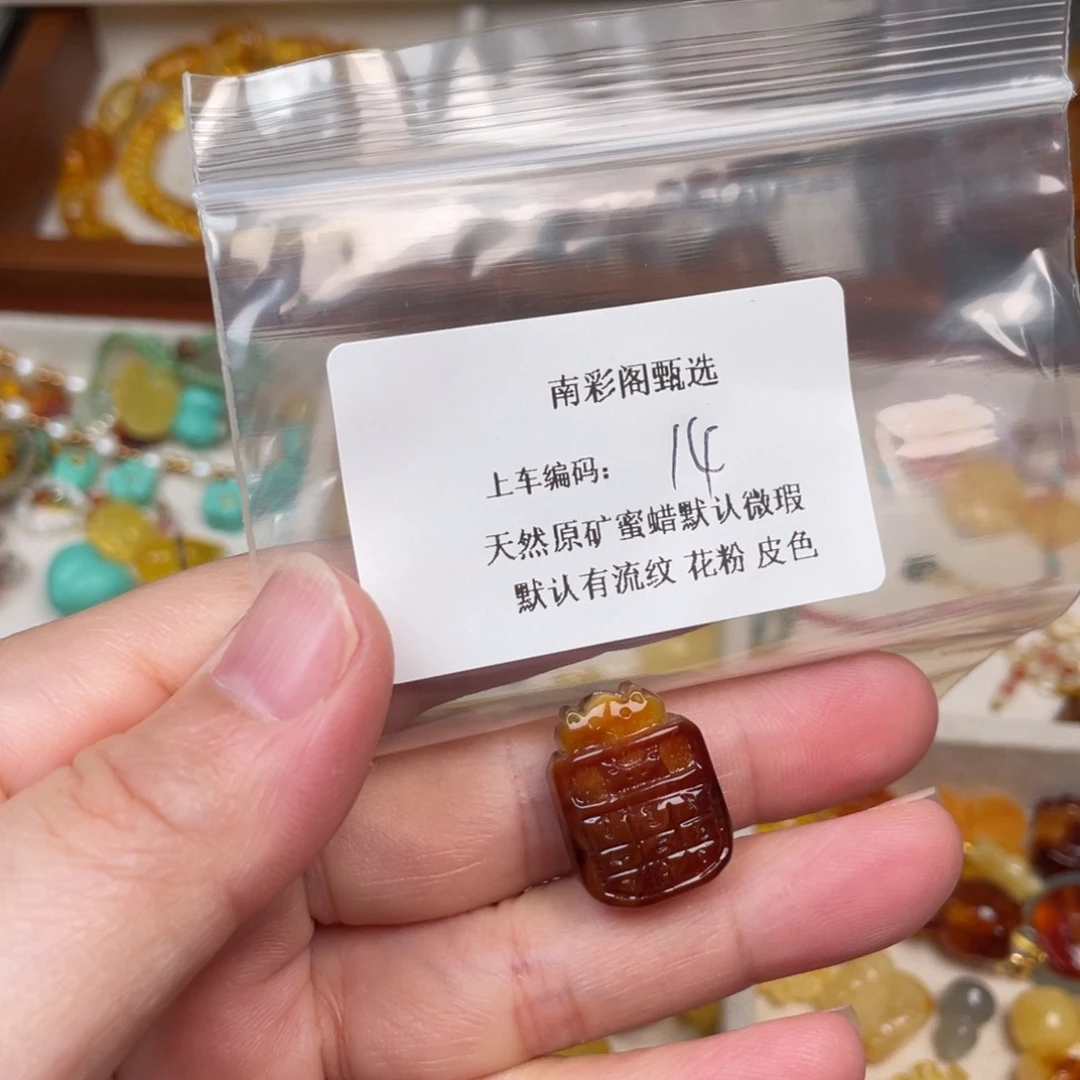 南彩阁甄选
上车编码：14
天然原矿蜜蜡默认微瑕
默认有流纹 花粉 皮色